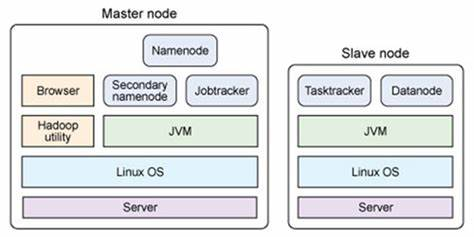 Master node
Namenode
Browser
Secondary
namenode
Jobtracker
Hadoop
utility
JVM
Linux OS
Server
Slave node
Tasktracker
Datanode
JVM
Linux OS
Server